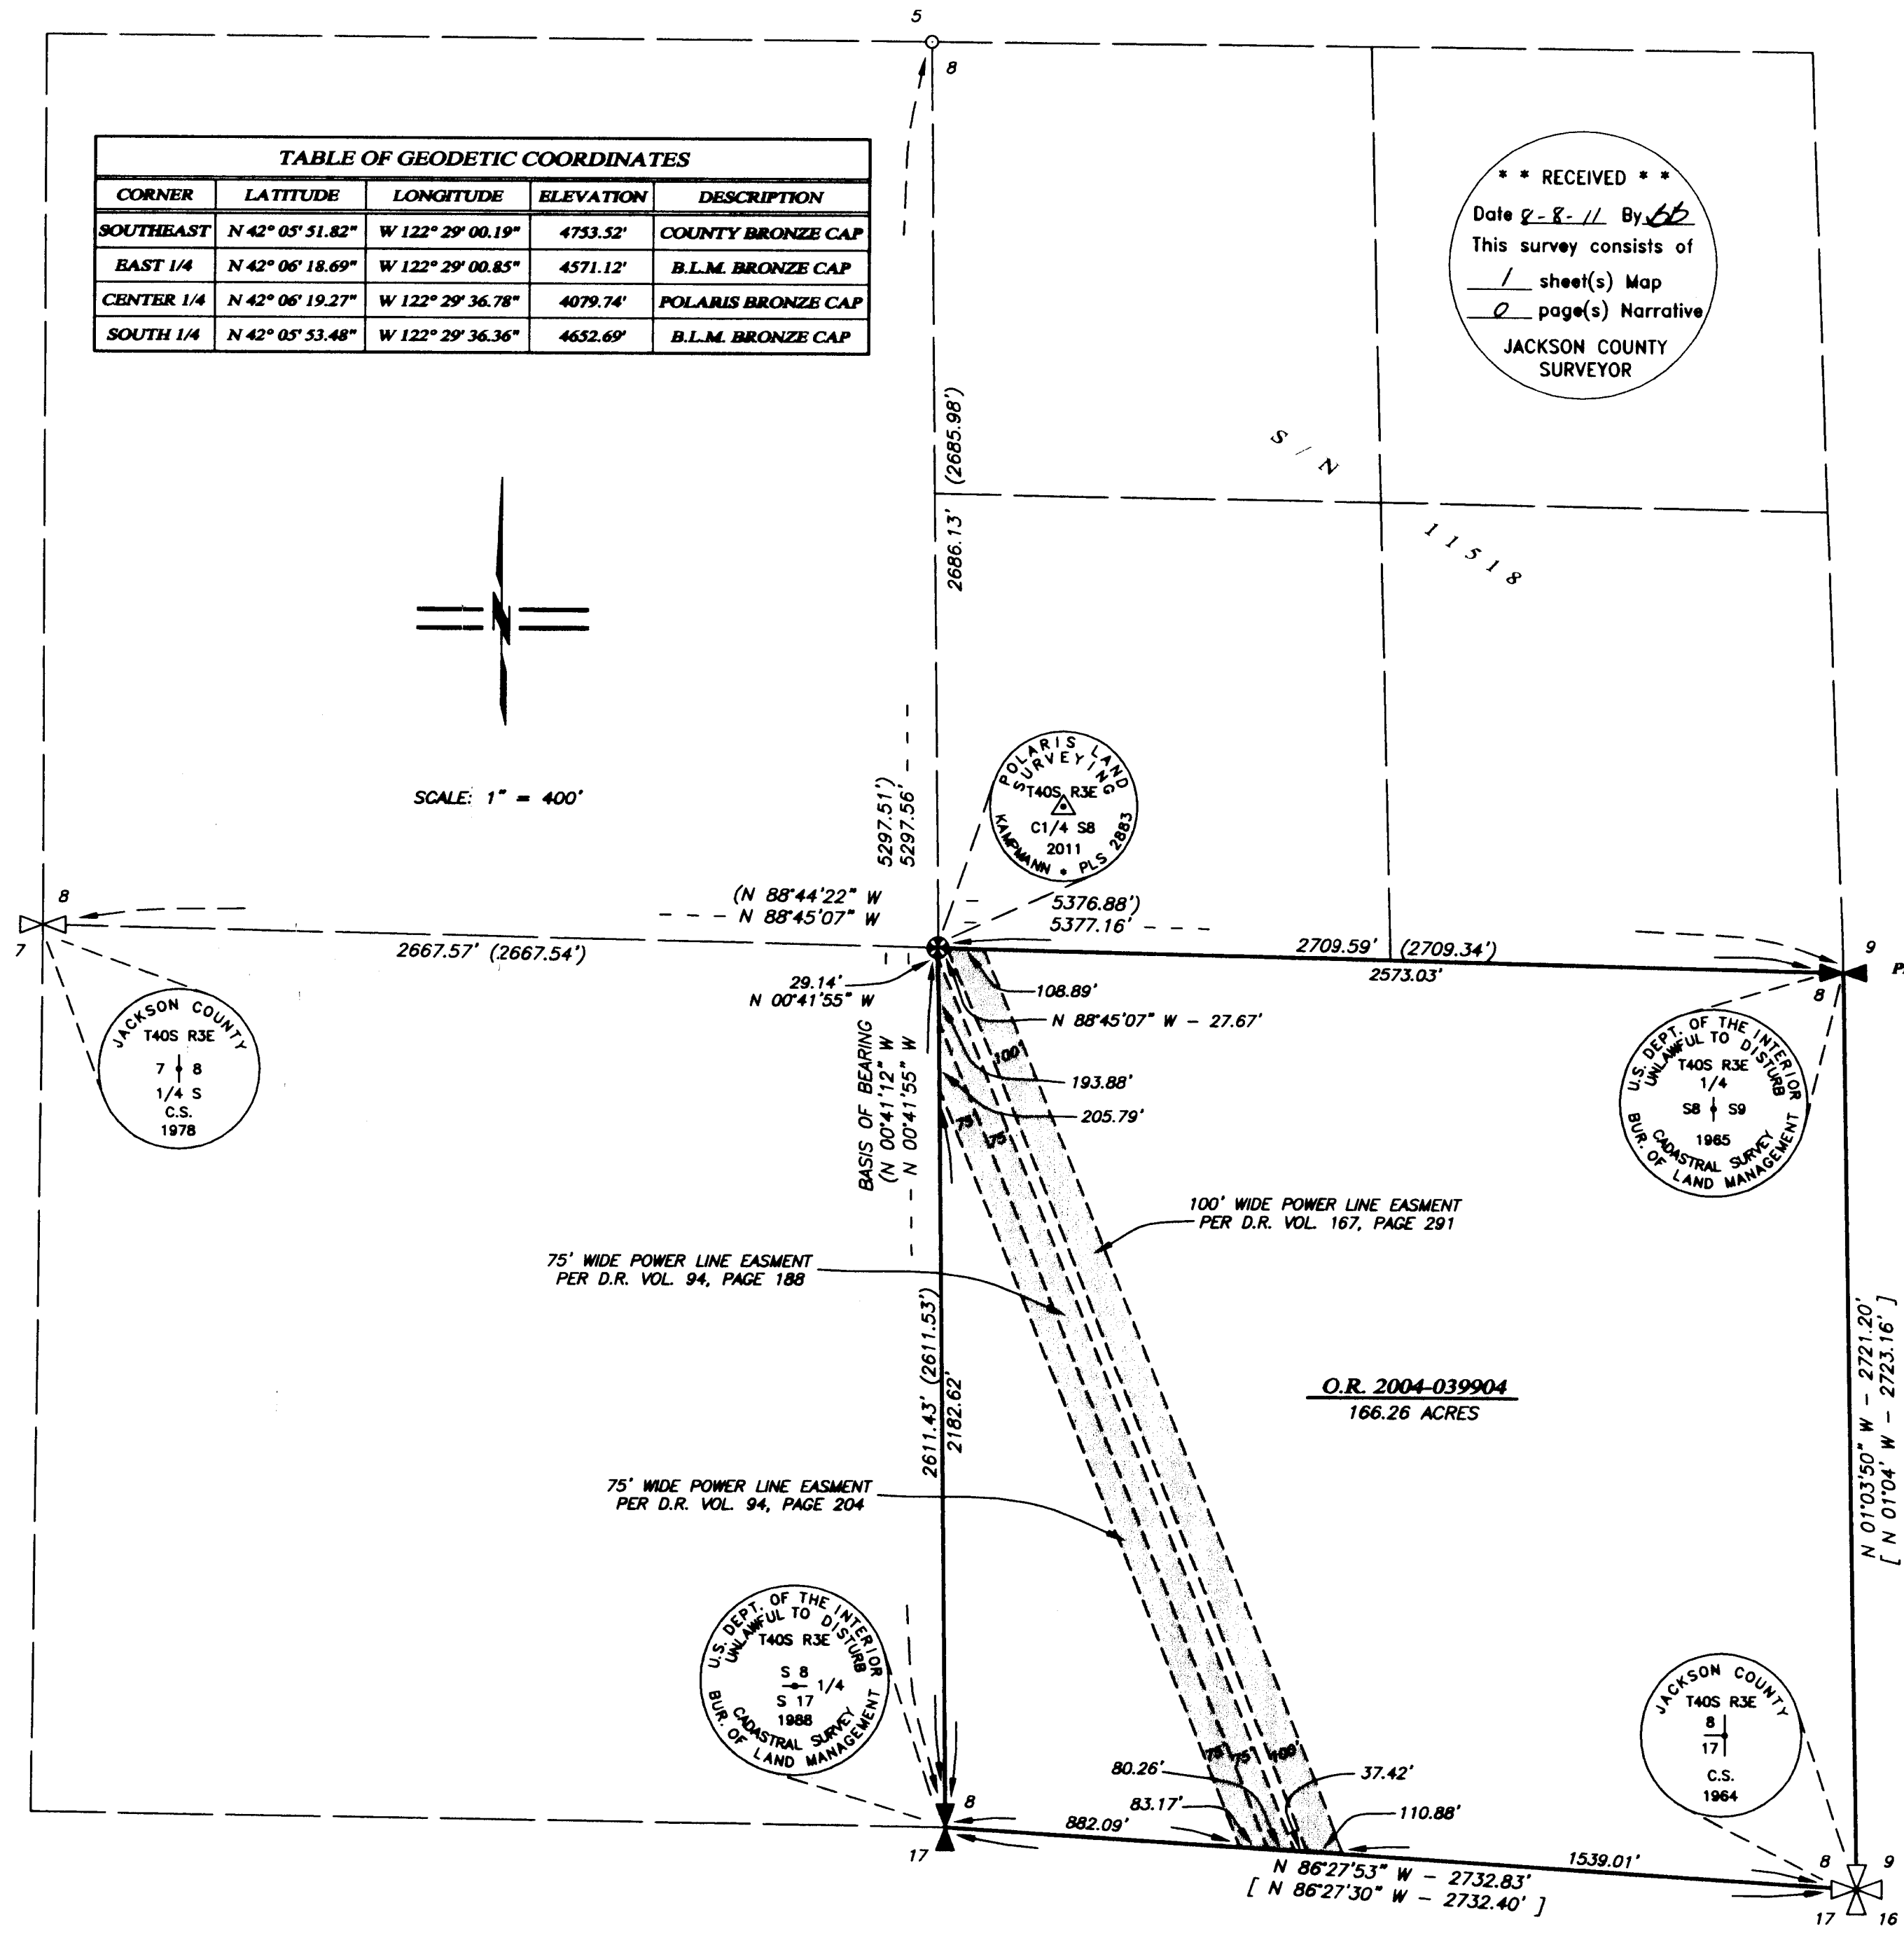 5
8
TABLE OF GEODETIC COORDINATES
CORNER LATITUDE LONGITUDE ELEVATION DESCRIPTION
SOUTHEAST N 42° 05' 51.82" W 122° 29' 00.19" 4753.52' COUNTY BRONZE CAP
EAST 1/4 N 42° 06' 18.69" W 122° 29' 00.85" 4571.12' B.L.M. BRONZE CAP
CENTER 1/4 N 42° 06' 19.27" W 122° 29' 36.78" 4079.74' POLARIS BRONZE CAP
SOUTH 1/4 N 42° 05' 53.48" W 122° 29' 36.36" 4652.69' B.L.M. BRONZE CAP
* * RECEIVED * *
Date 8-8-11 By bb
This survey consists of
1 sheet(s) Map
0 page(s) Narrative
JACKSON COUNTY
SURVEYOR
(2685.98')
2686.13'
S / N
11518
N
SCALE: 1" = 400'
5297.51')
5297.56'
POLARIS LAND
SURVEYING
T40S R3E
C1/4 S8
2011
KAMPMANN * PLS 2883
8
7
(N 88°44'22" W
N 88°45'07" W
5376.88')
5377.16'
2667.57' (2667.54')
2709.59' (2709.34')
2573.03'
9
8
P
29.14'
N 00°41'55" W
108.89'
N 88°45'07" W - 27.67'
193.88'
205.79'
100'
75'
75'
BASIS OF BEARING
(N 00°41'12" W
N 00°41'55" W
JACKSON COUNTY
T40S R3E
7 8
1/4 S
C.S.
1978
U.S. DEPT. OF THE INTERIOR
UNLAWFUL TO DISTURB
T40S R3E
1/4
S8 S9
1965
CADASTRAL SURVEY
BUR. OF LAND MANAGEMENT
100' WIDE POWER LINE EASMENT
PER D.R. VOL. 167, PAGE 291
75' WIDE POWER LINE EASMENT
PER D.R. VOL. 94, PAGE 188
2611.43' (2611.53')
2182.62'
O.R. 2004-039904
166.26 ACRES
N 01°03'50" W - 2721.20'
[ N 01°04' W - 2723.16' ]
75' WIDE POWER LINE EASMENT
PER D.R. VOL. 94, PAGE 204
U.S. DEPT. OF THE INTERIOR
UNLAWFUL TO DISTURB
T40S R3E
S 8
1/4
S 17
1988
CADASTRAL SURVEY
BUR. OF LAND MANAGEMENT
JACKSON COUNTY
T40S R3E
8
17
C.S.
1964
75'
75'
100'
80.26'
37.42'
83.17'
110.88'
8
17
882.09'
1539.01'
N 86°27'53" W - 2732.83'
[ N 86°27'30" W - 2732.40' ]
8
9
17
16